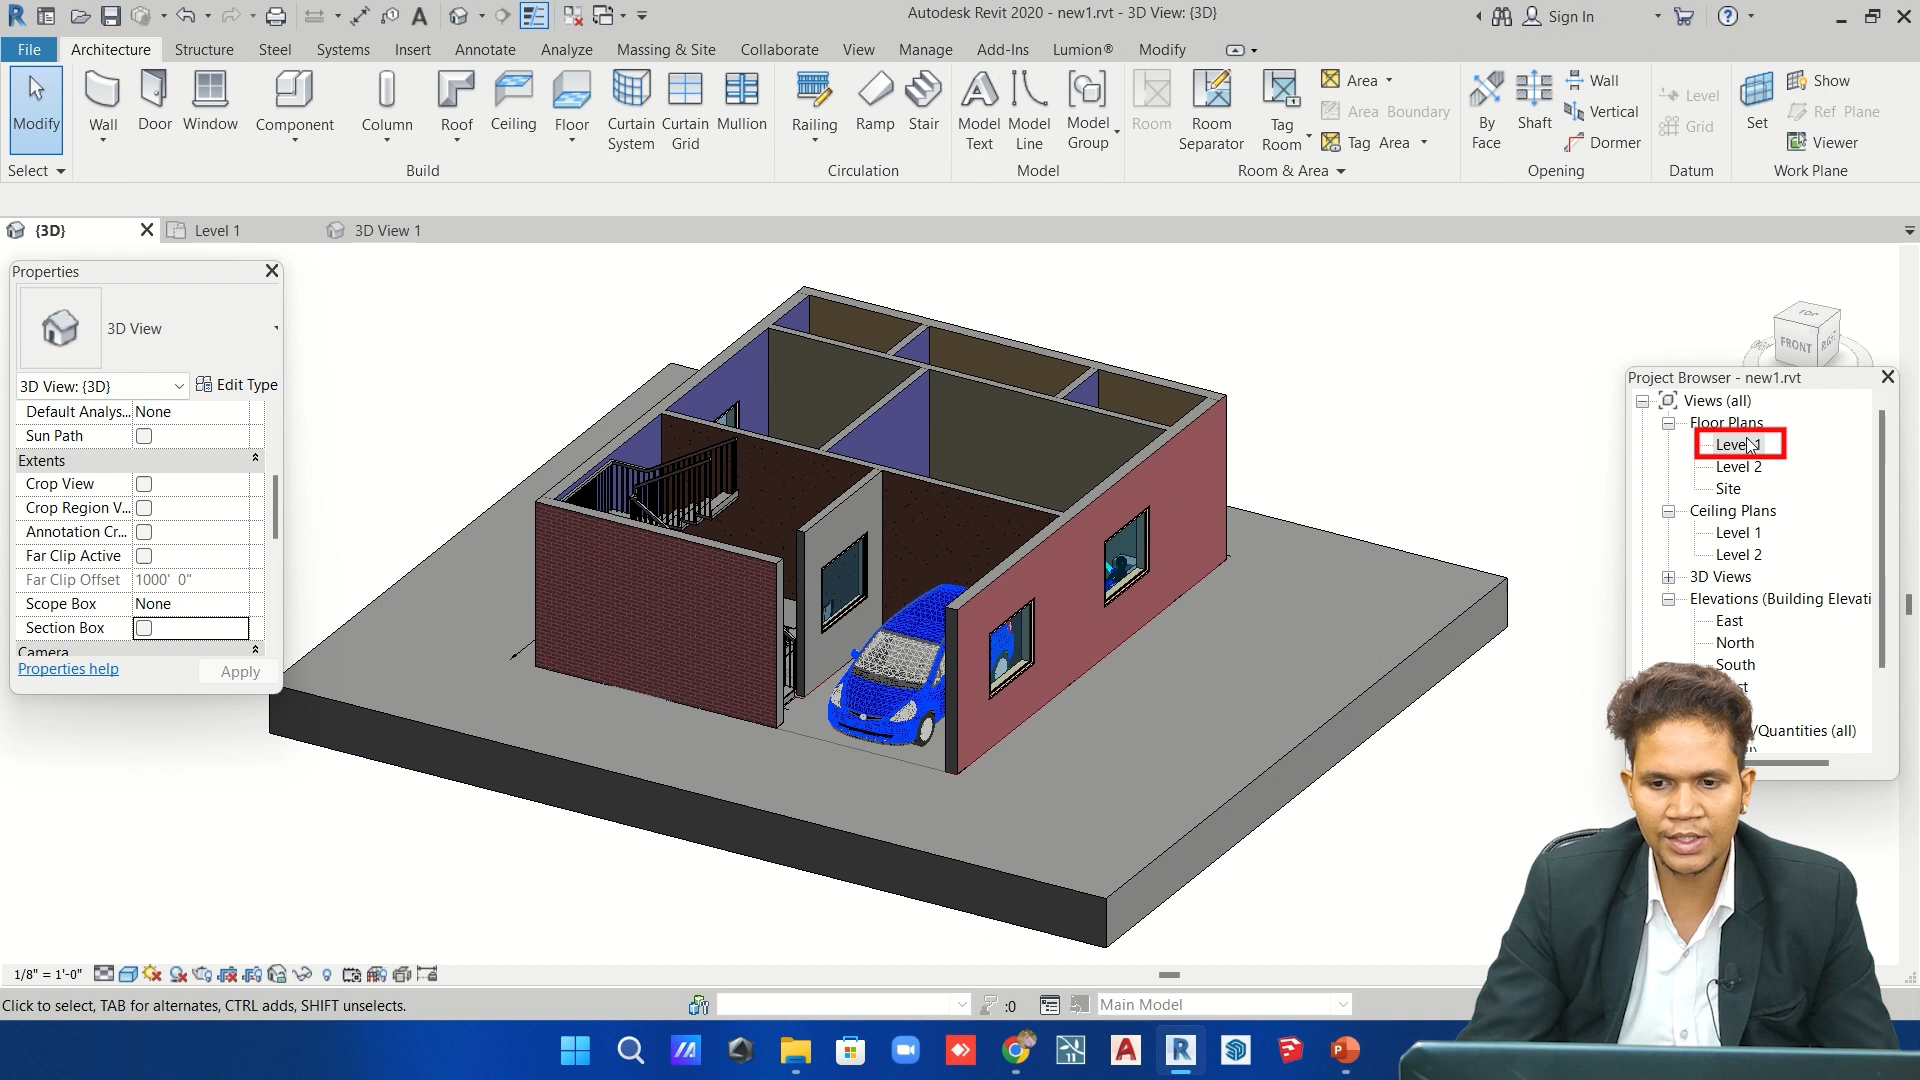 Autodesk Revit 2020 - new1.rvt - 3D View: {3D}
Sign In
File
Architecture
Structure
Steel
Systems
Insert
Annotate
Analyze
Massing & Site
Collaborate
View
Manage
Add-Ins
Lumion®
Modify
Modify
Wall
Door
Window
Component
Column
Roof
Ceiling
Floor
Curtain System
Curtain Grid
Mullion
Railing
Ramp
Stair
Model Text
Model Line
Model Group
Room
Room Separator
Tag Room
Area
Area Boundary
Tag Area
By Face
Shaft
Wall
Vertical
Dormer
Level
Grid
Set
Show
Ref Plane
Viewer
Select
Build
Circulation
Model
Room & Area
Opening
Datum
Work Plane
{3D}
Level 1
3D View 1
Properties
3D View
3D View: {3D}
Edit Type
Default Analys... None
Sun Path
Extents
Crop View
Crop Region V...
Annotation Cr...
Far Clip Active
Far Clip Offset 1000' 0"
Scope Box None
Section Box
Camera
Properties help
Apply
TOP
FRONT
RIGHT
Project Browser - new1.rvt
Views (all)
Floor Plans
Level 1
Level 2
Site
Ceiling Plans
Level 1
Level 2
3D Views
Elevations (Building Elevati
East
North
South
st
/Quantities (all)
1/8" = 1'-0"
Click to select, TAB for alternates, CTRL adds, SHIFT unselects.
:0
Main Model
11